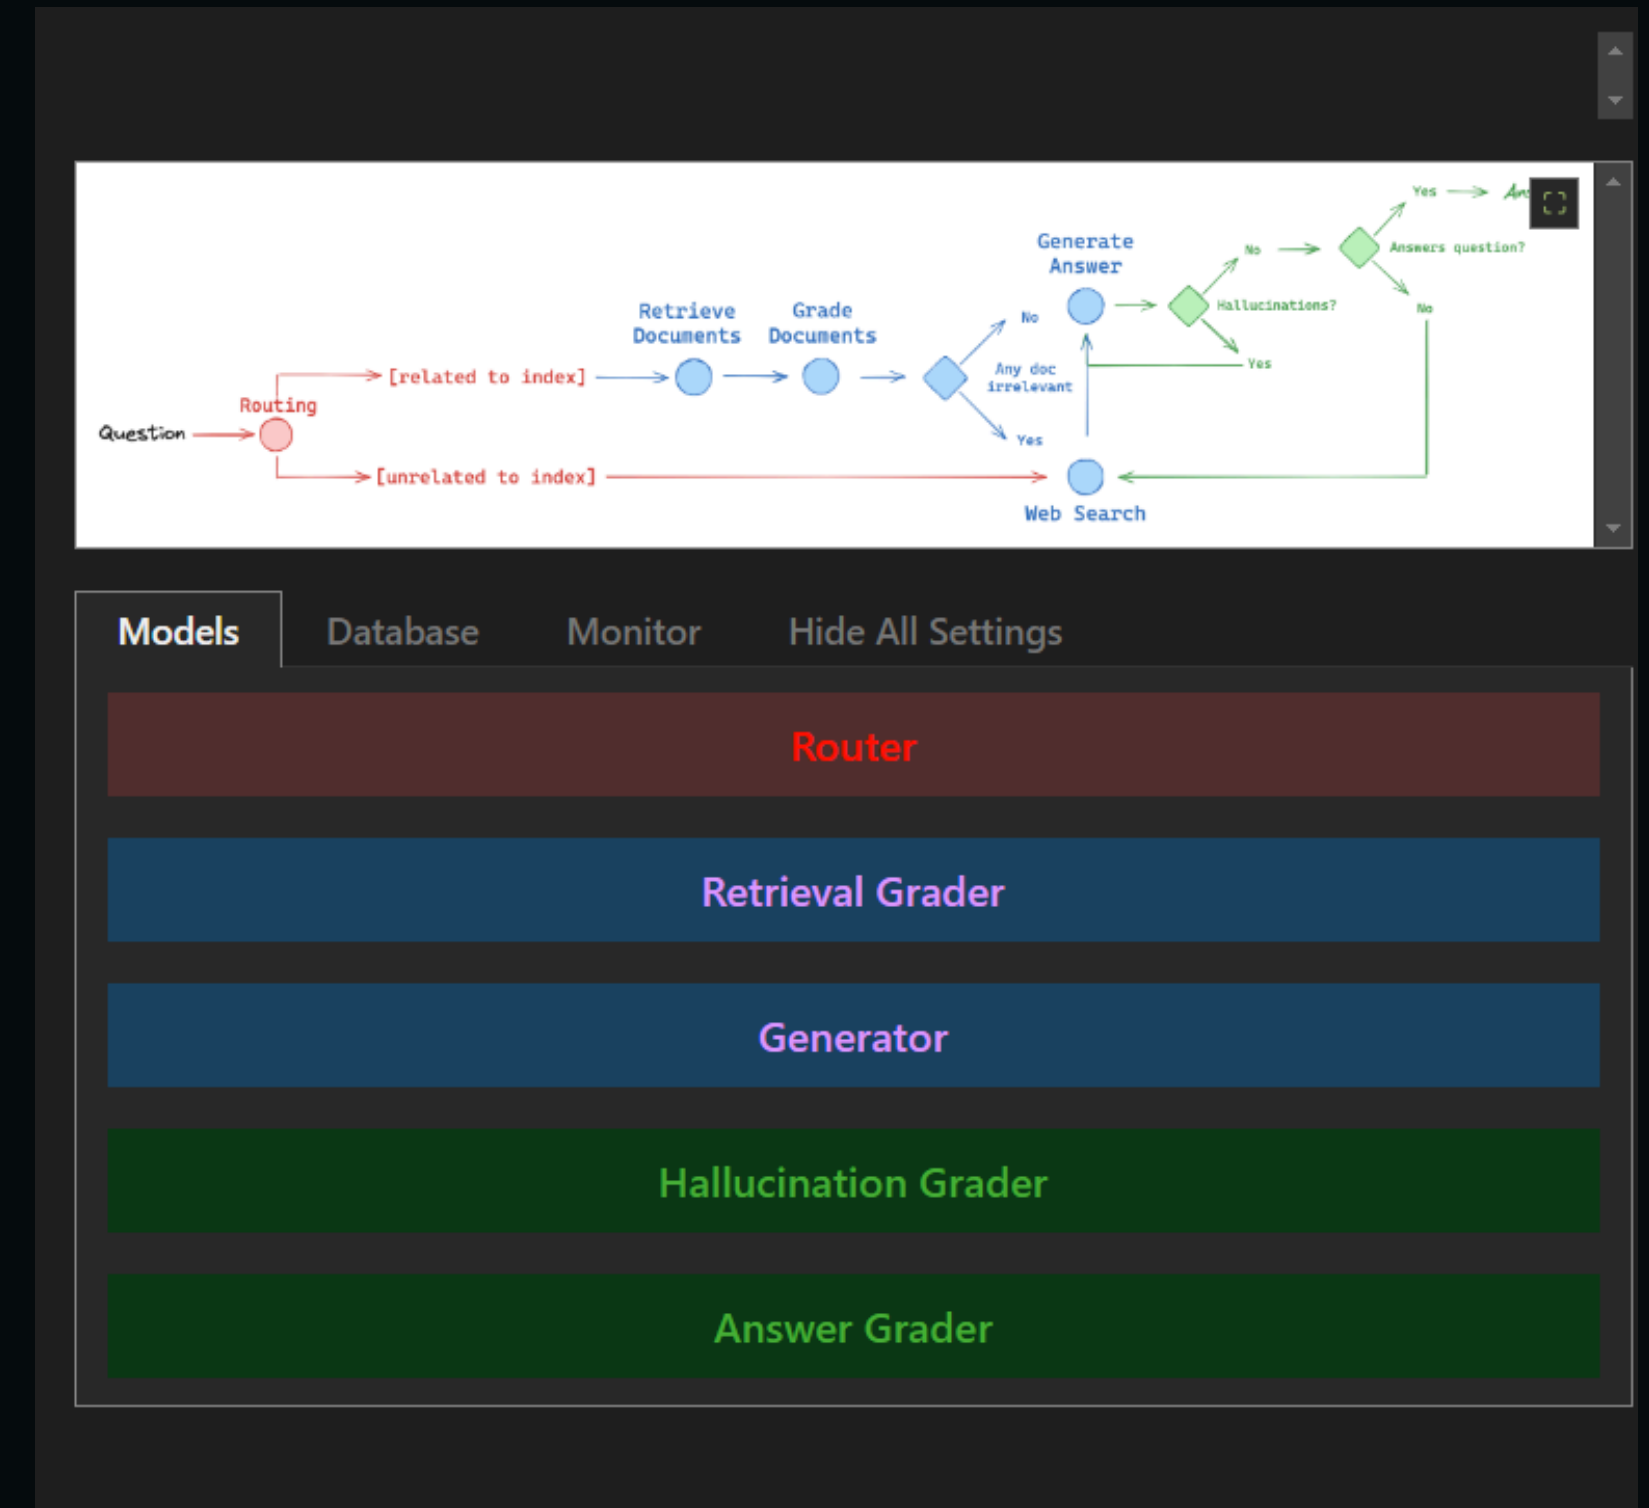 Yes
Answers question?
No
Generate
Answer
No
Hallucinations?
Yes
No
Retrieve
Documents
Grade
Documents
Any doc
irrelevant
Yes
[related to index]
Routing
Question
[unrelated to index]
Web Search
Models
Database
Monitor
Hide All Settings
Router
Retrieval Grader
Generator
Hallucination Grader
Answer Grader